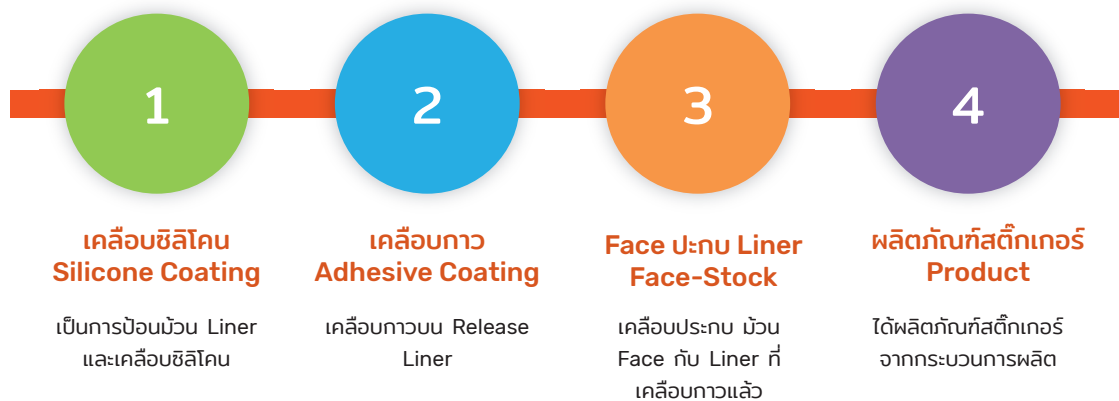 1
2
3
4
เคลือบซิลิโคน
Silicone Coating
เป็นการป้อนม้วน Liner
และเคลือบซิลิโคน
เคลือบกาว
Adhesive Coating
เคลือบกาวบน Release
Liner
Face ปะกบ Liner
Face-Stock
เคลือบประกบ ม้วน
Face กับ Liner ที่
เคลือบกาวแล้ว
ผลิตภัณฑ์สติ๊กเกอร์
Product
ได้ผลิตภัณฑ์สติ๊กเกอร์
จากกระบวนการผลิต